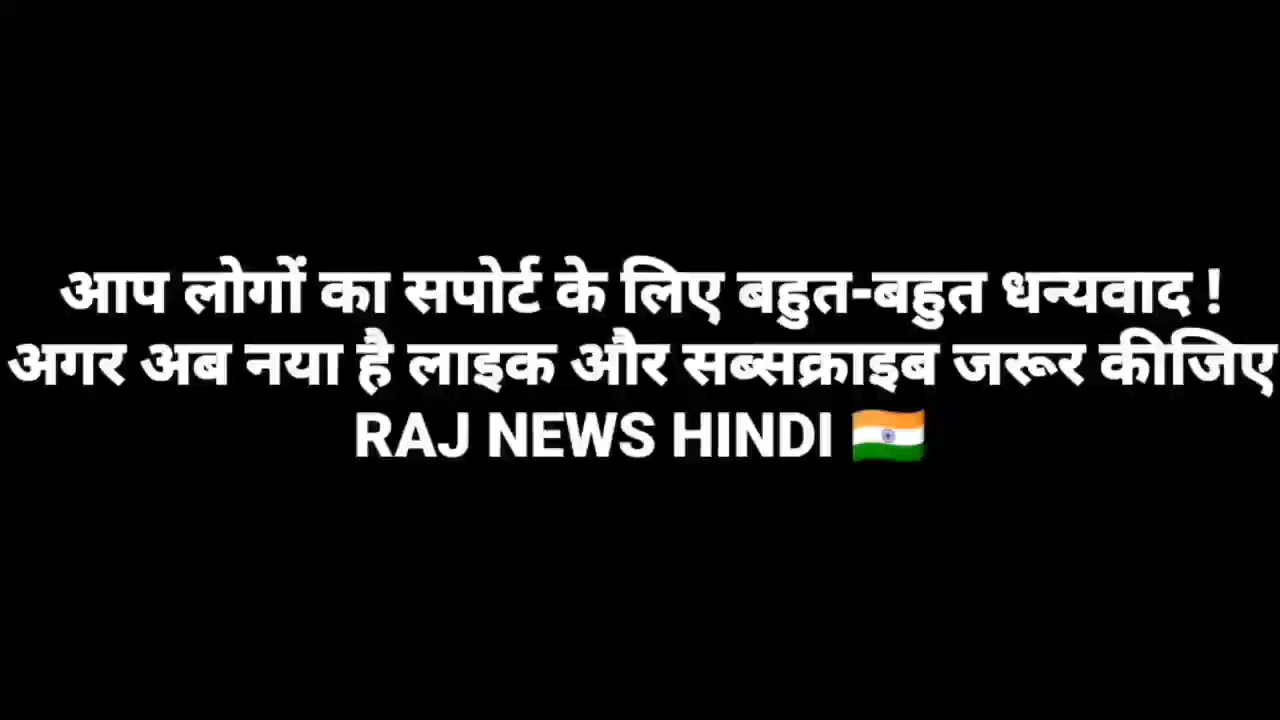 आप लोगों का सपोर्ट के लिए बहुत-बहुत धन्यवाद !
अगर अब नया है लाइक और सब्सक्राइब जरूर कीजिए
RAJ NEWS HINDI 🇮🇳